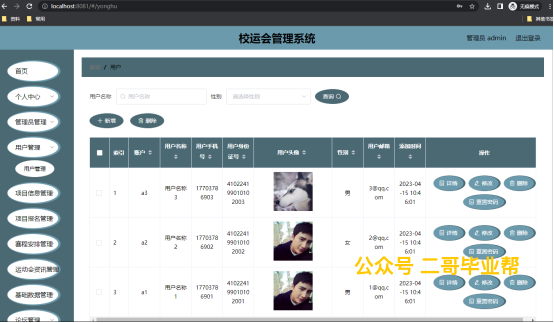 localhost:8081/#/yonghu
无痕模式
资料
常用
校运会管理系统
管理员 admin
退出登录
首页
个人中心
管理员管理
用户管理
用户管理
项目信息管理
项目报名管理
赛程安排管理
运动会资讯管理
基础数据管理
论坛管理
/ 用户
用户名称
用户名称
性别
请选择性别
查询
+ 新增
删除
索引 账户 用户名称 用户手机号 用户身份证号 用户头像 性别 用户邮箱 添加时间 操作
1 a3 用户名称3 17703786903 410224199010102003 男 3@qq.com 2023-04-15 10:46:01 详情 修改 删除 重置密码
2 a2 用户名称2 17703786902 410224199010102002 女 2@qq.com 2023-04-15 10:46:01 详情 修改 删除 重置密码
3 a1 用户名称1 17703786901 410224199010102001 男 1@qq.com 2023-04-15 10:46:01 详情 修改 删除 重置密码
公众号 二哥毕业帮